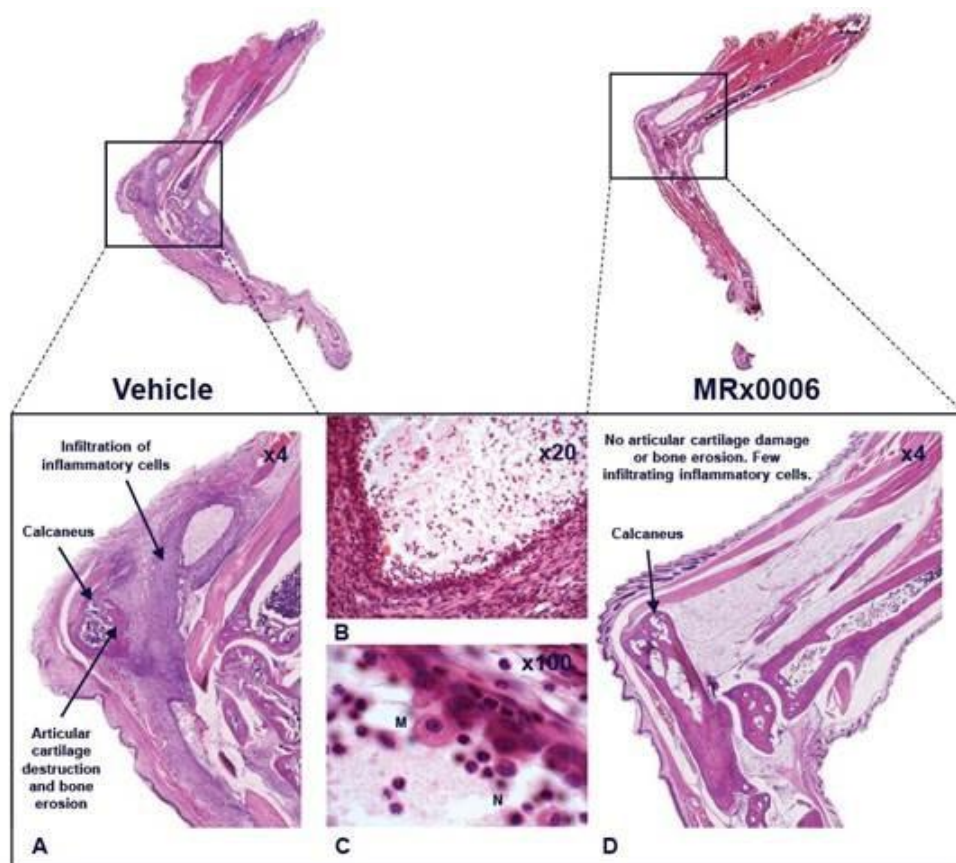 Vehicle
MRx0006
Infiltration of
inflammatory cells
x4
Calcaneus
Articular
cartilage
destruction
and bone
erosion
A
x20
B
x100
M
N
C
No articular cartilage damage
or bone erosion. Few
infiltrating inflammatory cells.
x4
Calcaneus
D